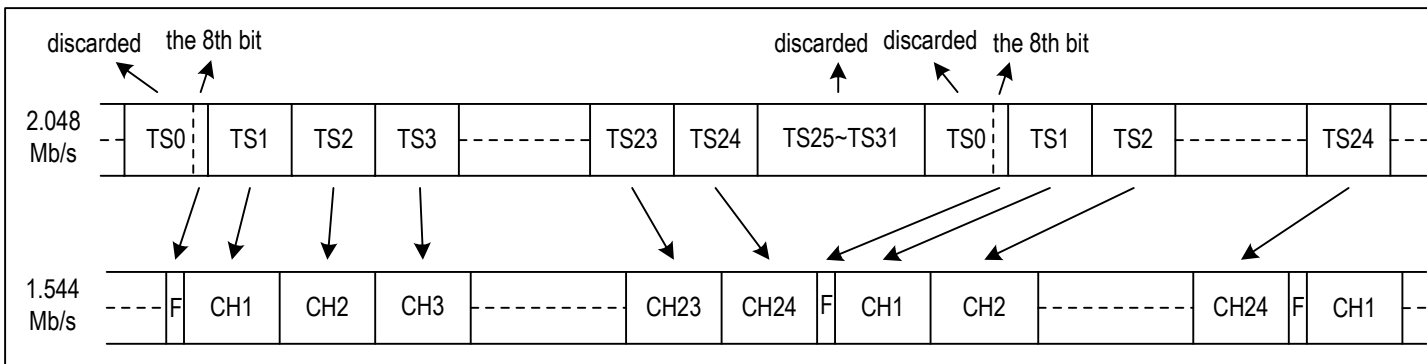 discarded the 8th bit discarded discarded the 8th bit
2.048 Mb/s TS0 TS1 TS2 TS3 TS23 TS24 TS25~TS31 TS0 TS1 TS2 TS24
1.544 Mb/s F CH1 CH2 CH3 CH23 CH24 F CH1 CH2 CH24 F CH1